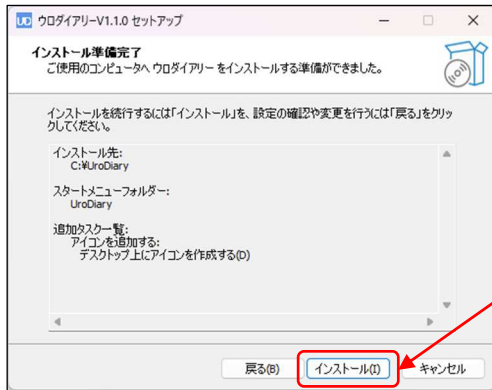 UD ウロダイアリーV1.1.0 セットアップ
インストール準備完了
ご使用のコンピュータへ ウロダイアリー をインストールする準備ができました。
インストールを続行するには「インストール」を、設定の確認や変更を行うには「戻る」をクリッ
クしてください。
インストール先:
C:¥UroDiary
スタートメニューフォルダー:
UroDiary
追加タスク一覧:
アイコンを追加する:
デスクトップ上にアイコンを作成する(D)
戻る(B) インストール(I) キャンセル